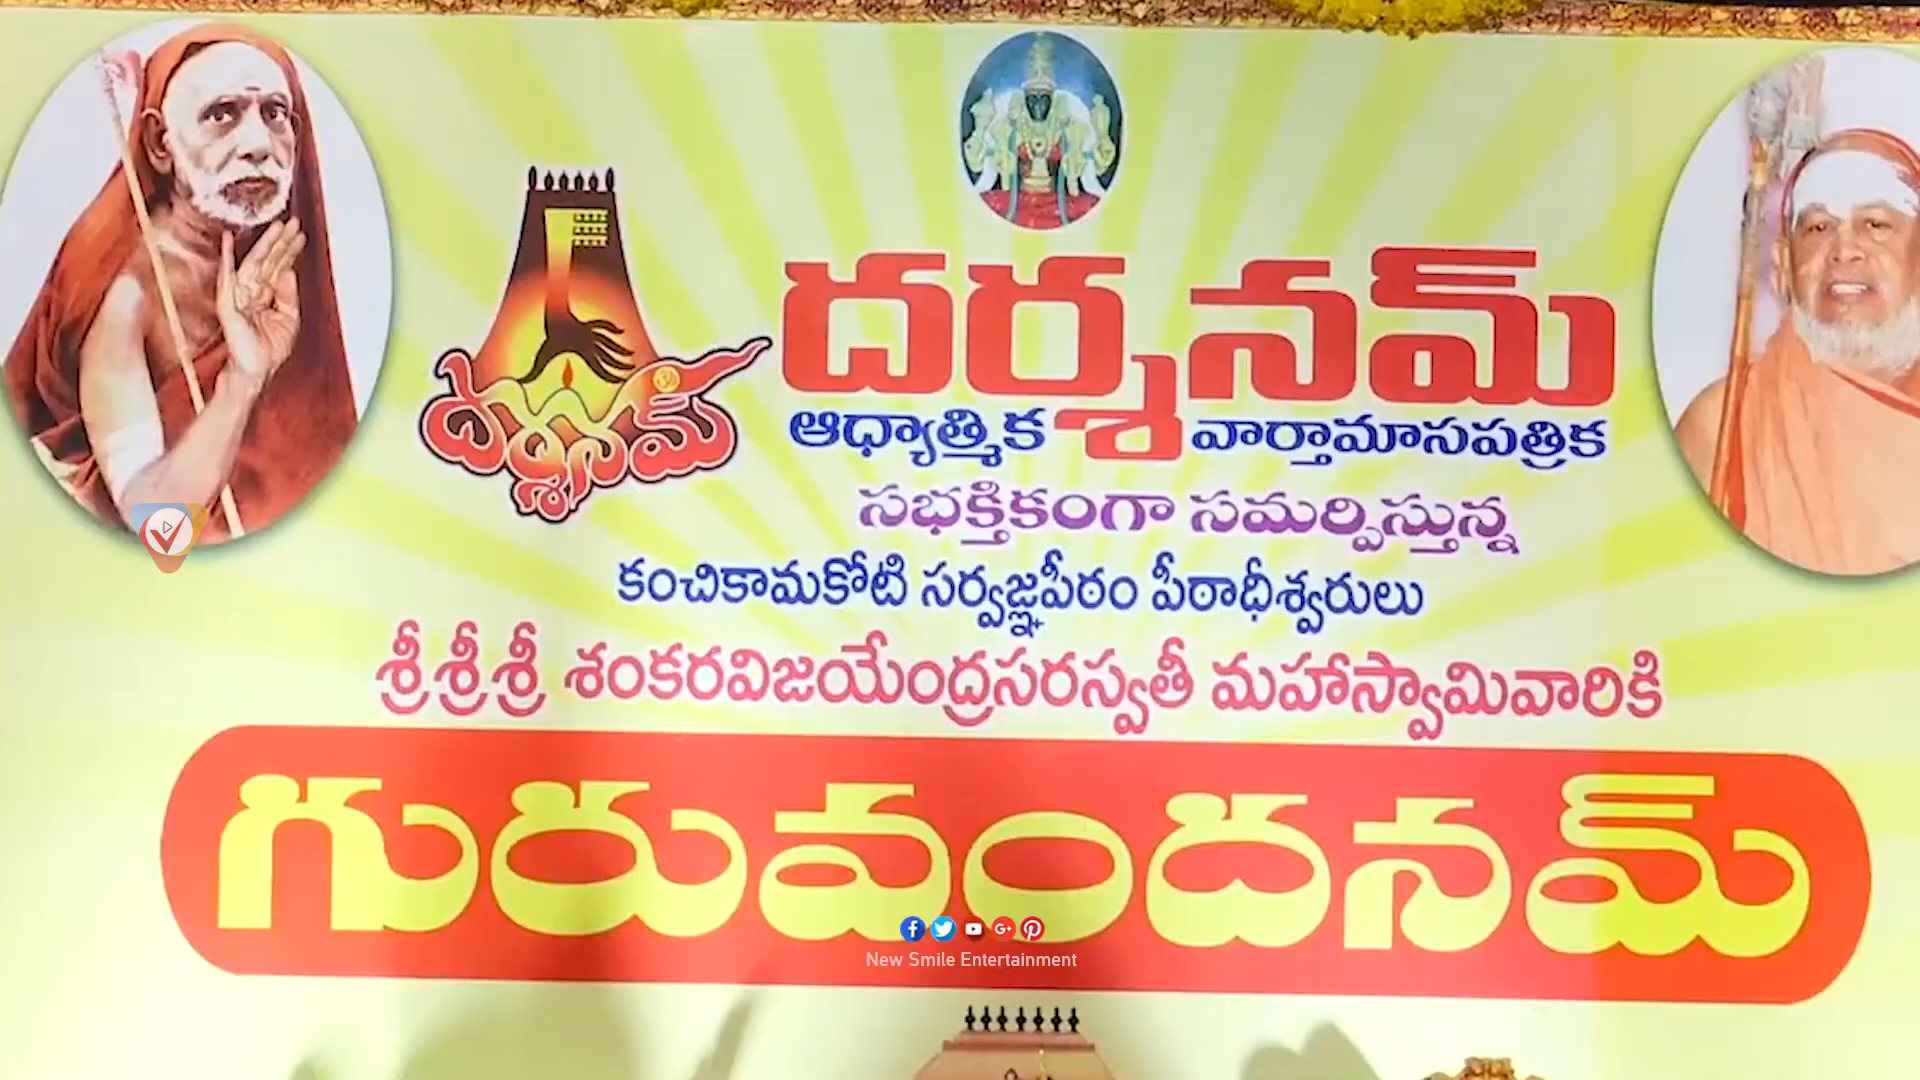 దర్శనమ్
దర్శనమ్
ఆధ్యాత్మిక వార్తామాసపత్రిక
సభక్తికంగా సమర్పిస్తున్న
కంచికామకోటి సర్వజ్ఞపీఠం పీఠాధీశ్వరులు
శ్రీశ్రీశ్రీ శంకరవిజయేంద్రసరస్వతీ మహాస్వామివారికి
గురువందనమ్
New Smile Entertainment